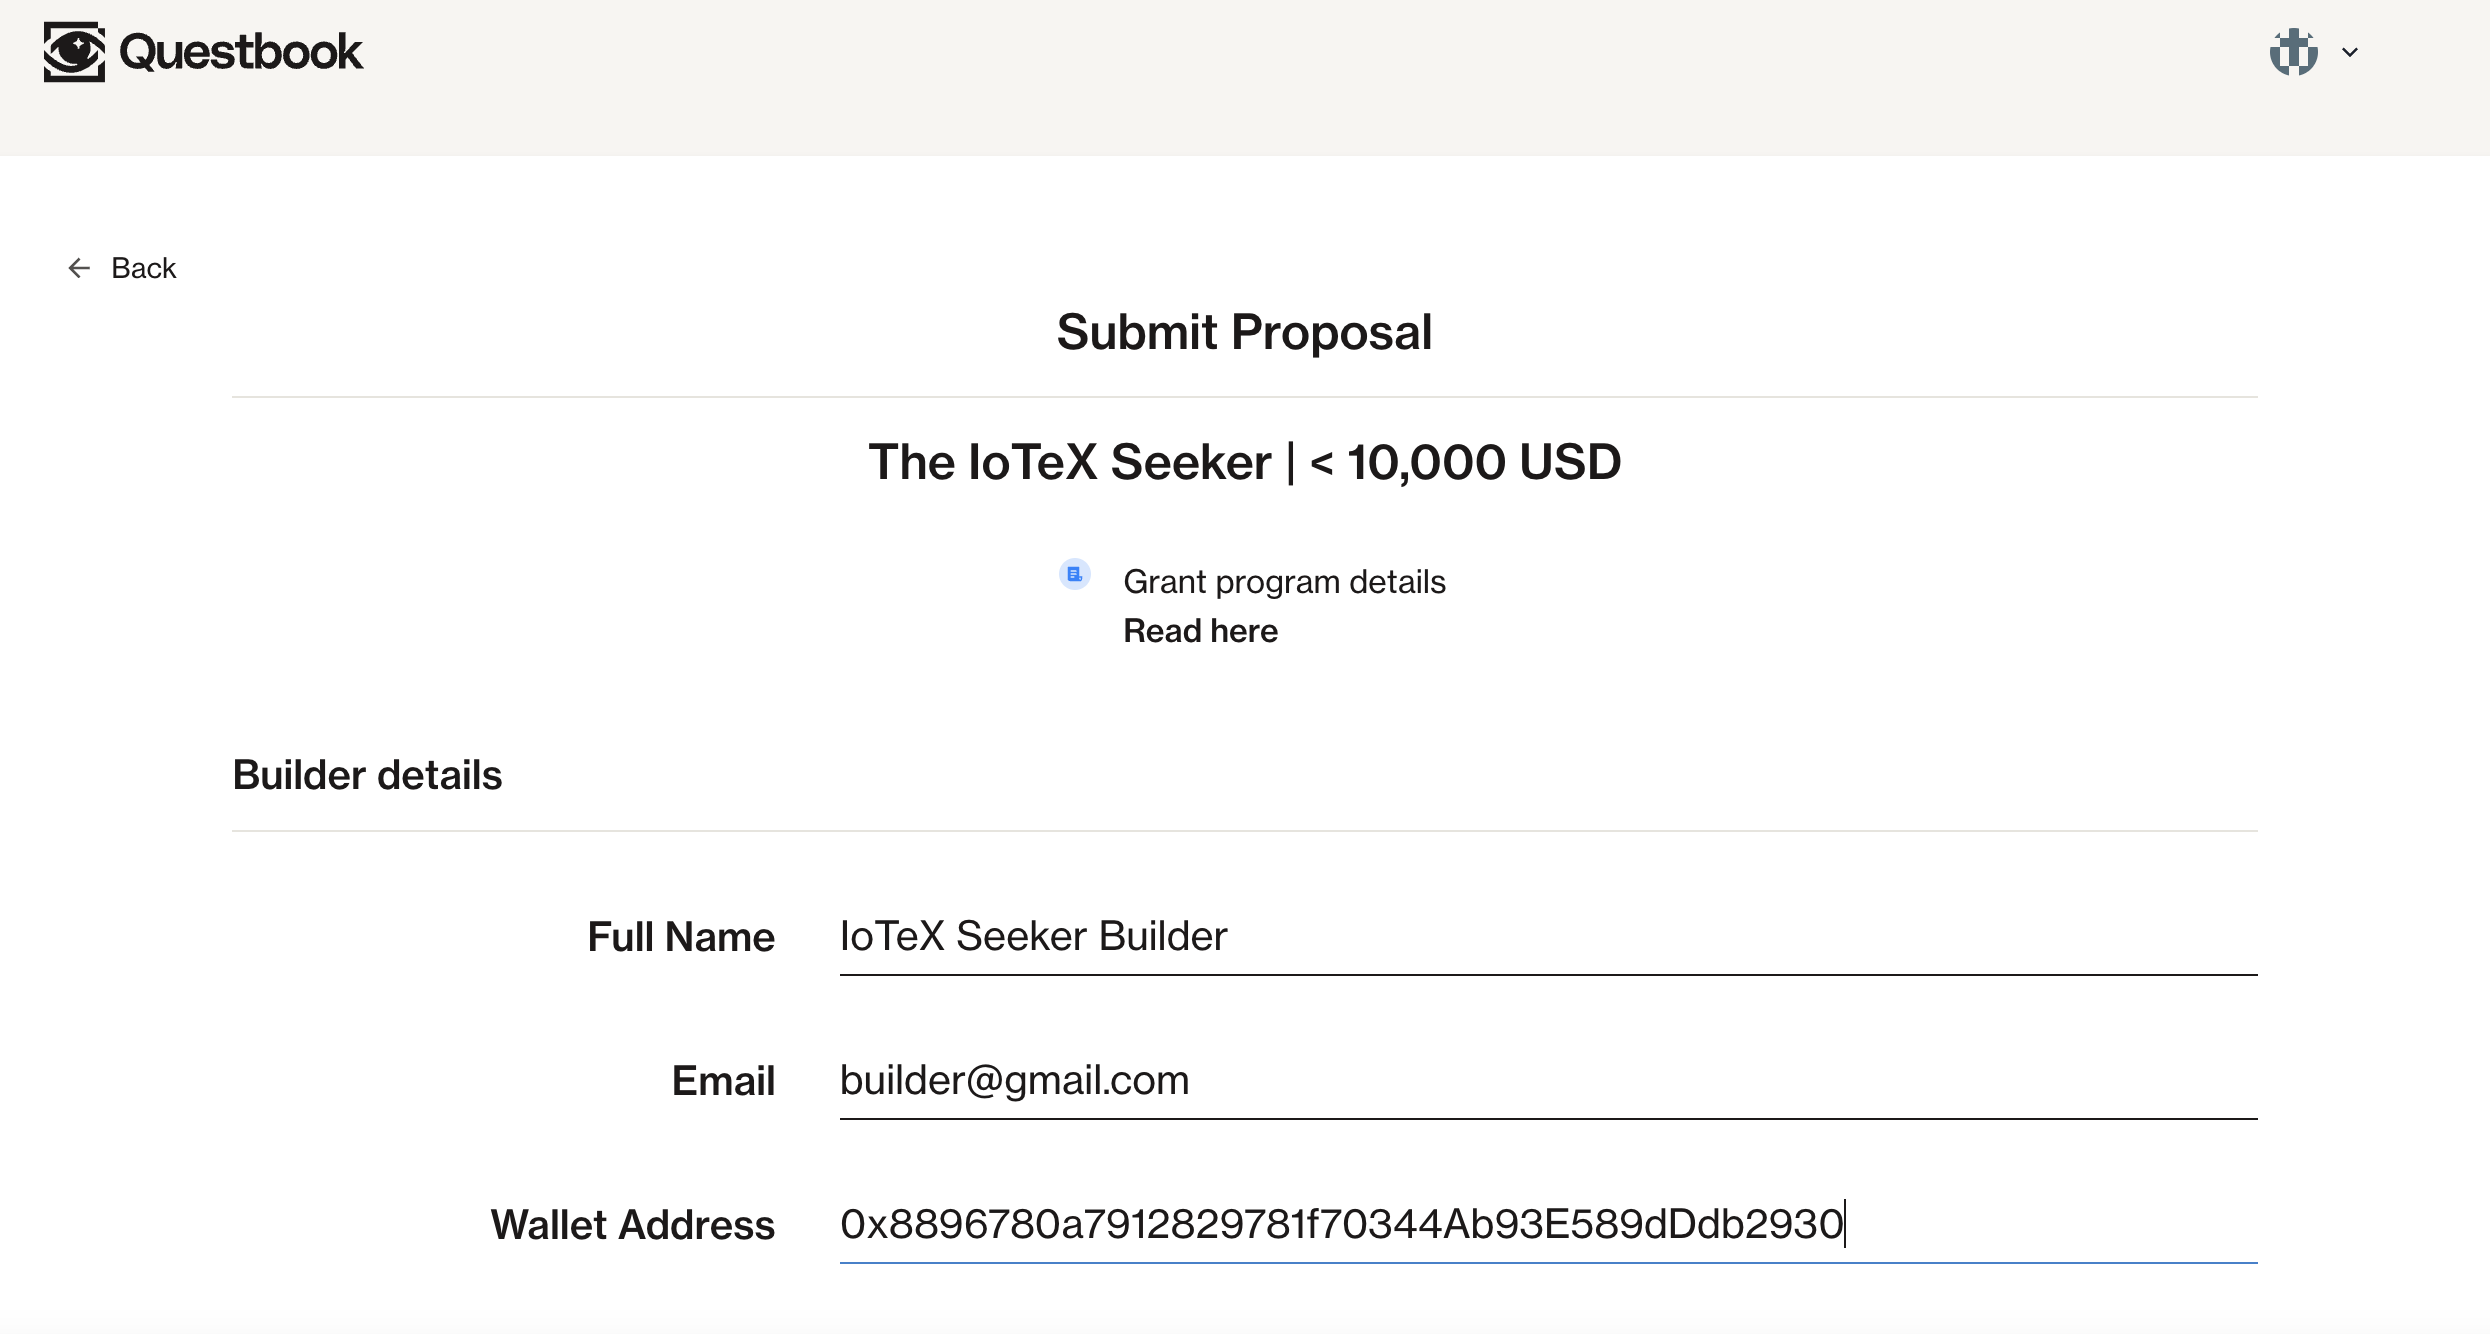 Questbook
Back
Submit Proposal
The IoTeX Seeker | < 10,000 USD
Grant program details
Read here
Builder details
Full Name IoTeX Seeker Builder
Email builder@gmail.com
Wallet Address 0x8896780a7912829781f70344Ab93E589dDdb2930